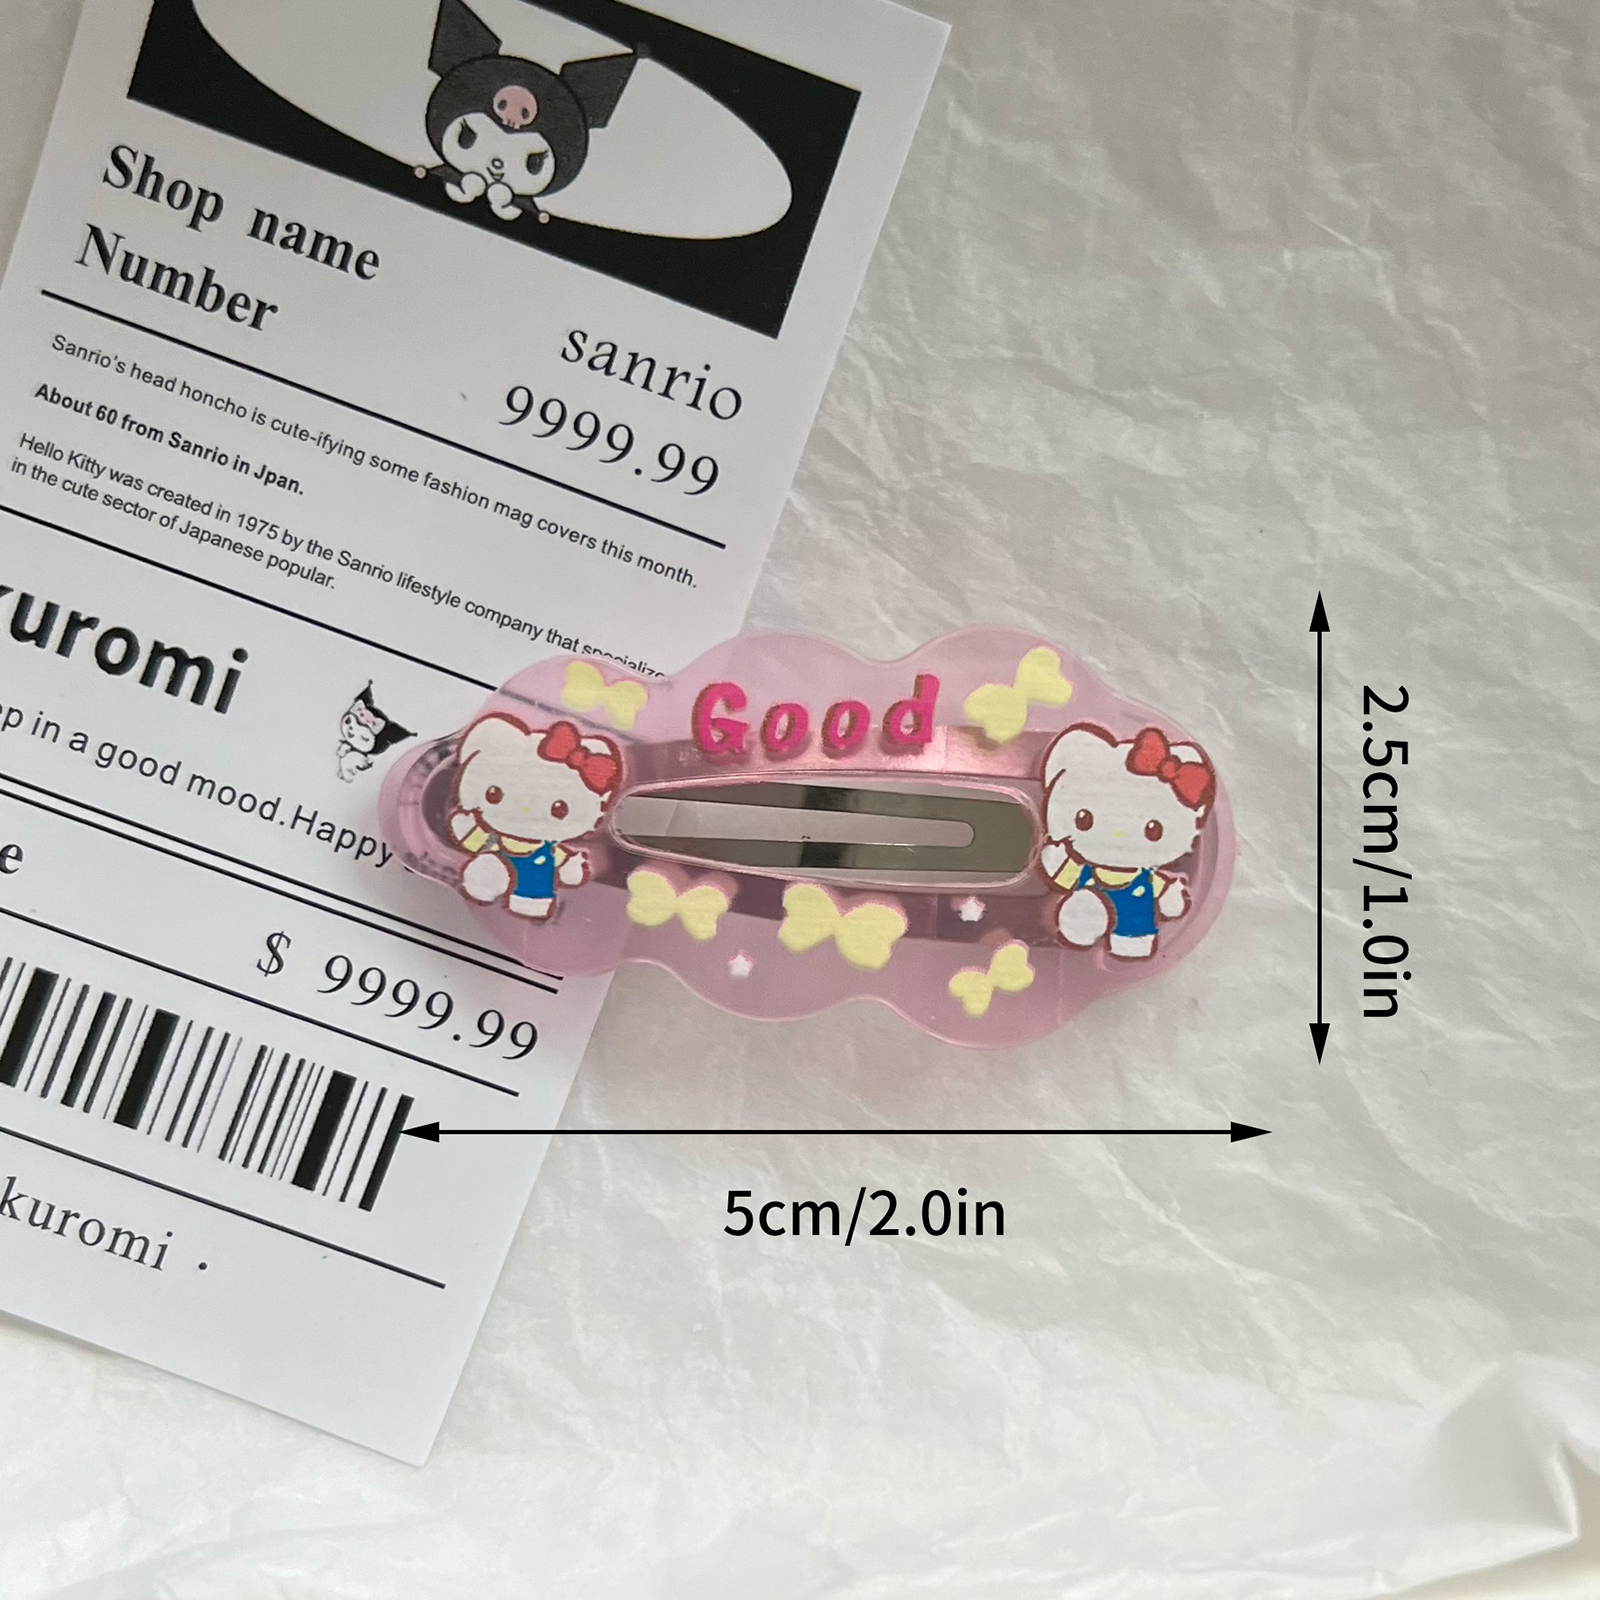 Shop name
Number
sanrio
9999.99
Sanrio's head honcho is cute-ifying some fashion mag covers this month.
About 60 from Sanrio in Jpan.
Hello Kitty was created in 1975 by the Sanrio lifestyle company that specialize
in the cute sector of Japanese popular.
kuromi
p in a good mood.Happy
e
$ 9999.99
kuromi .
Good
2.5cm/1.0in
5cm/2.0in